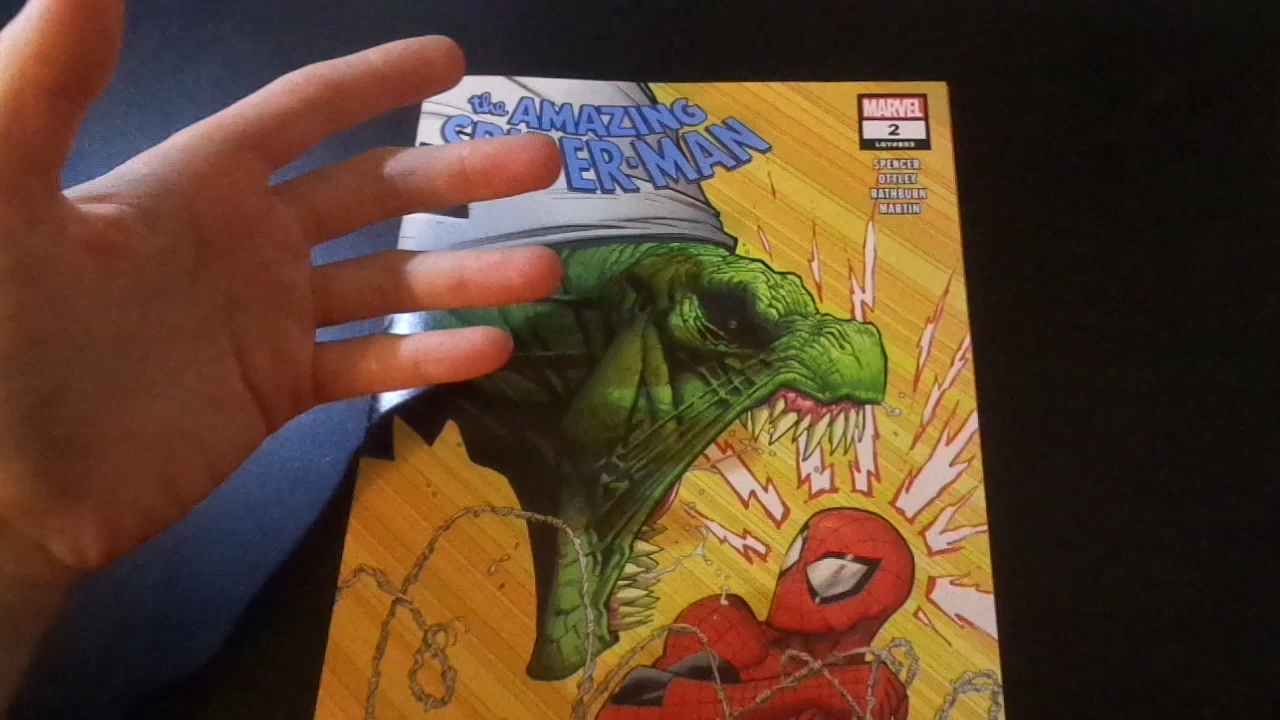 the AMAZING
SPIDER-MAN
MARVEL
2
LGY#803
SPENCER
OTTLEY
RATHBURN
MARTIN